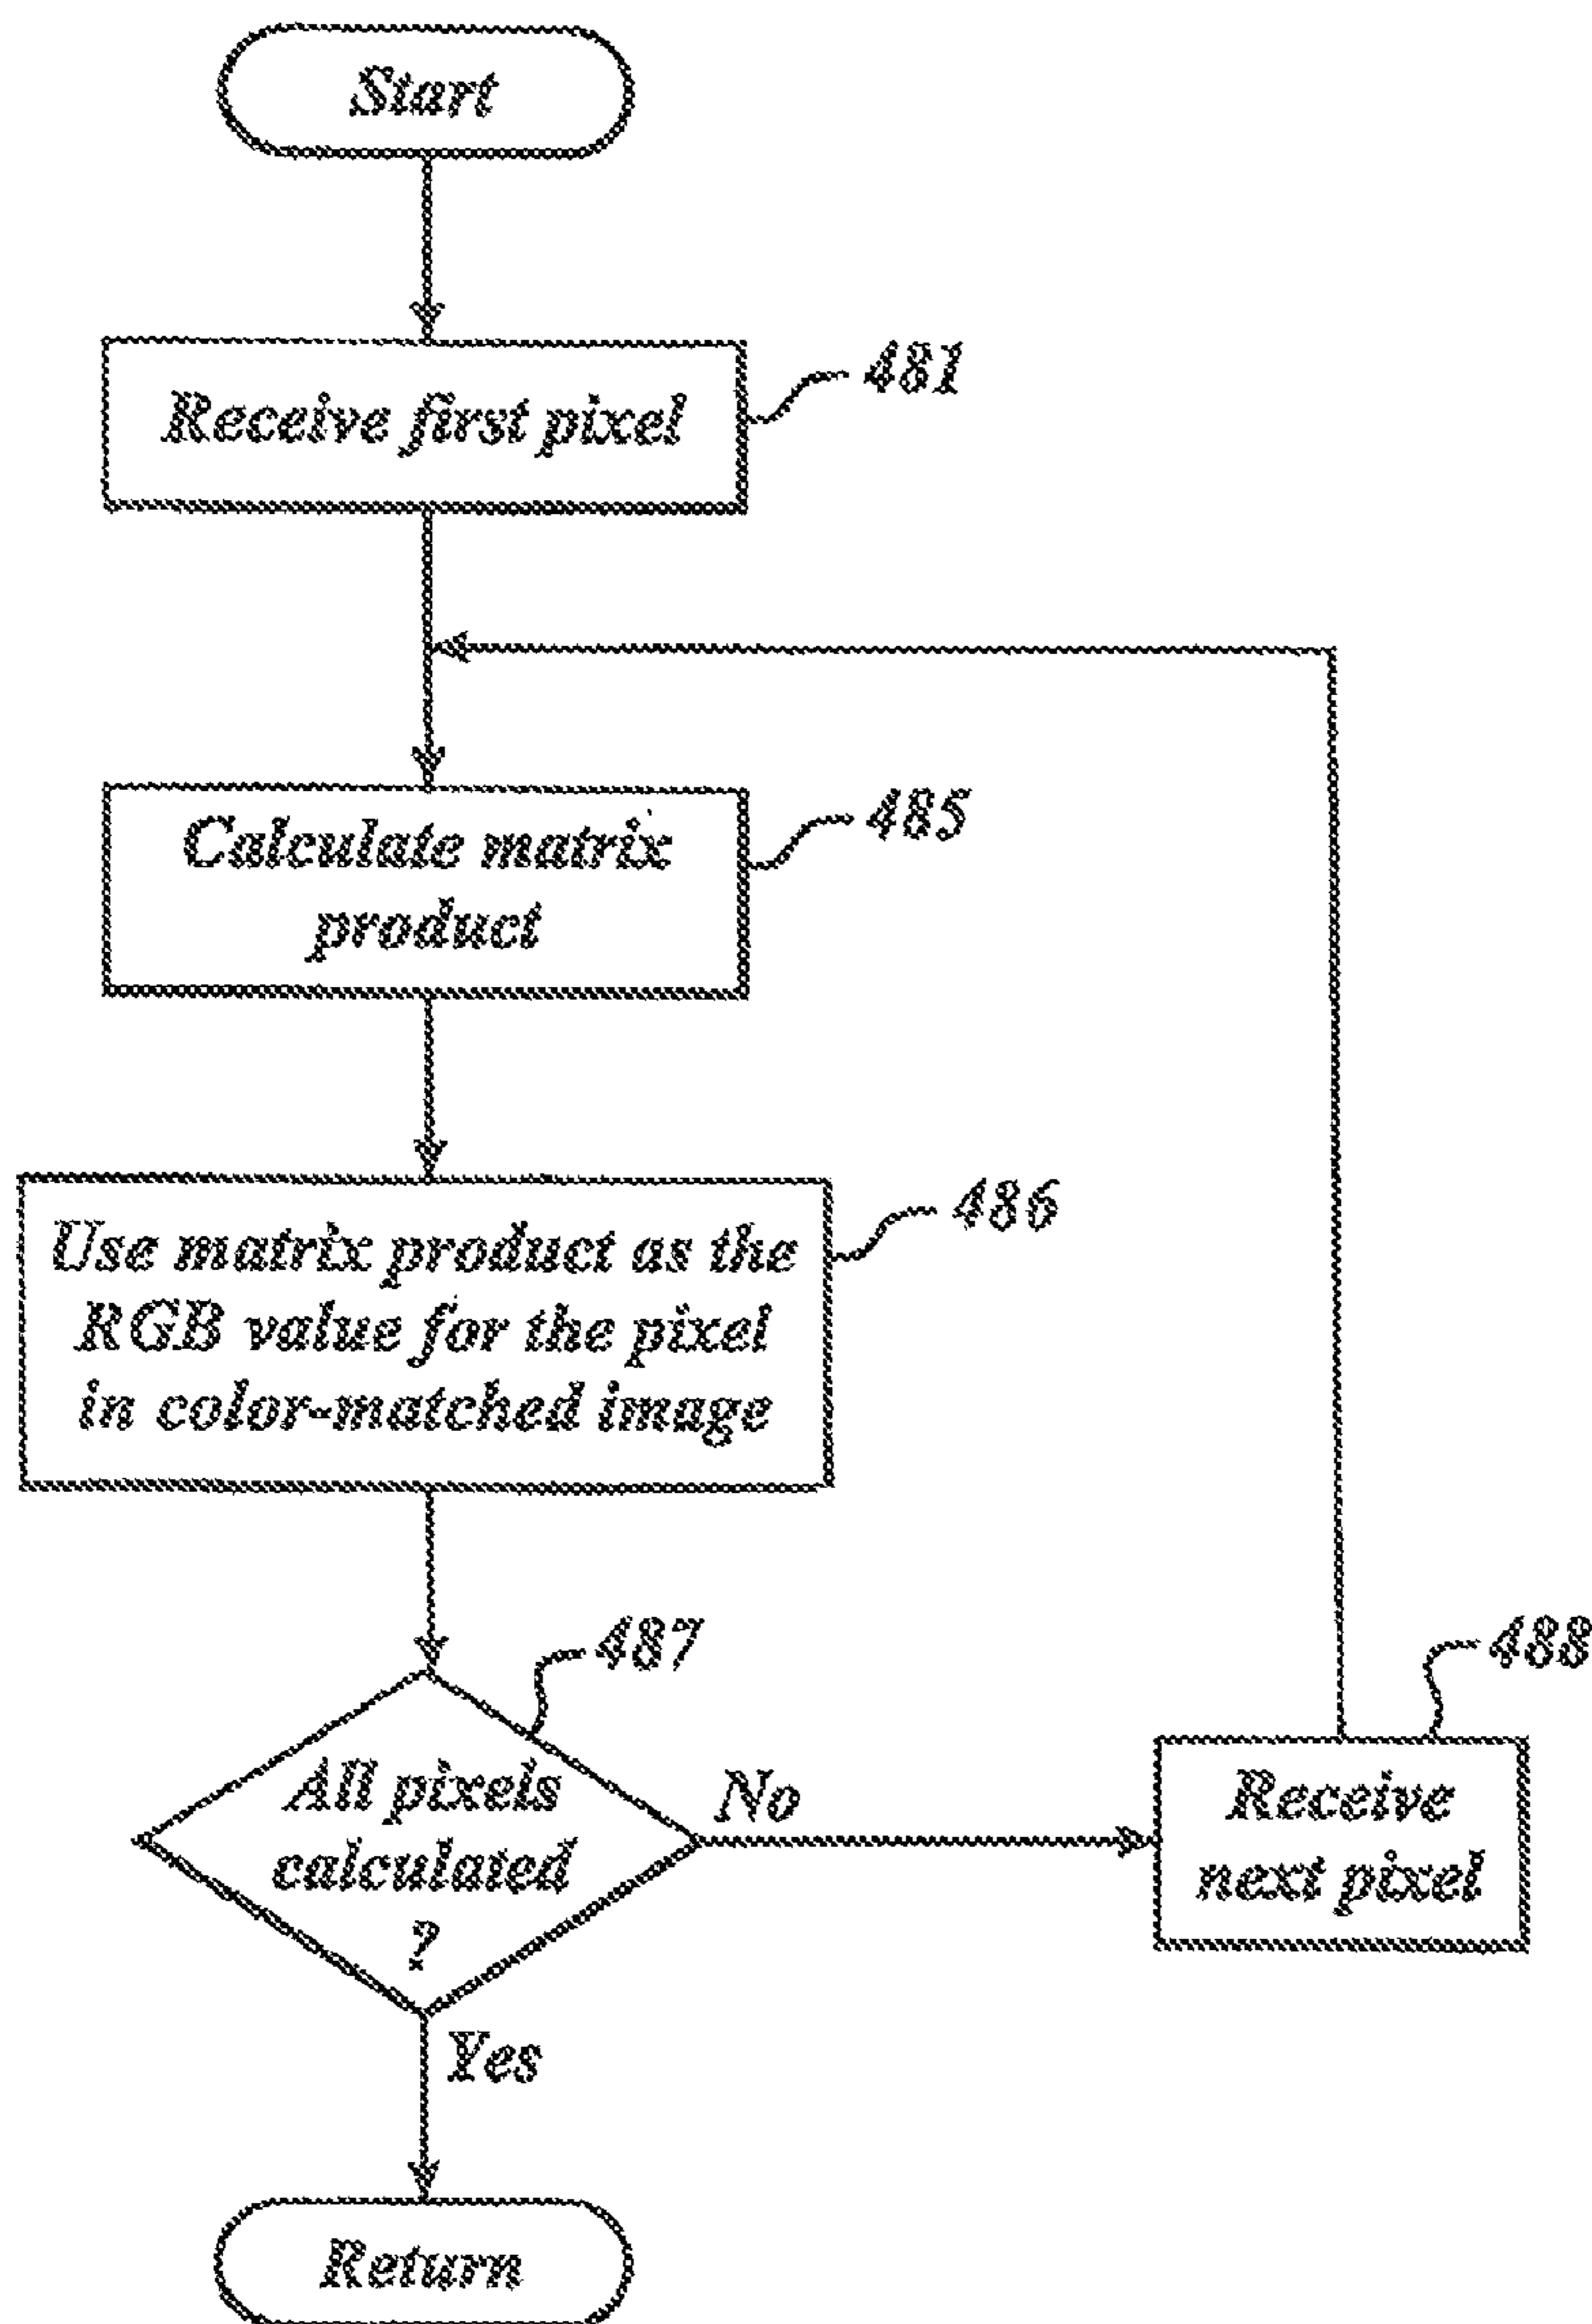 Start
Receive first pixel
481
Calculate matrix
product
485
Use matrix product as the
RGB value for the pixel
in color-matched image
486
487
All pixels
calculated
?
No
488
Receive
next pixel
Yes
Return